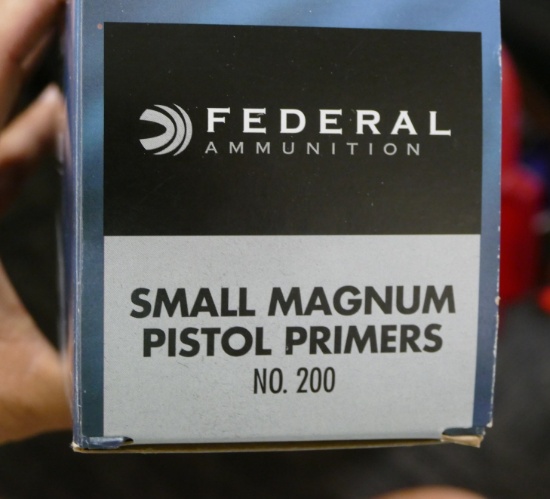 FEDERAL
AMMUNITION
SMALL MAGNUM
PISTOL PRIMERS
NO. 200